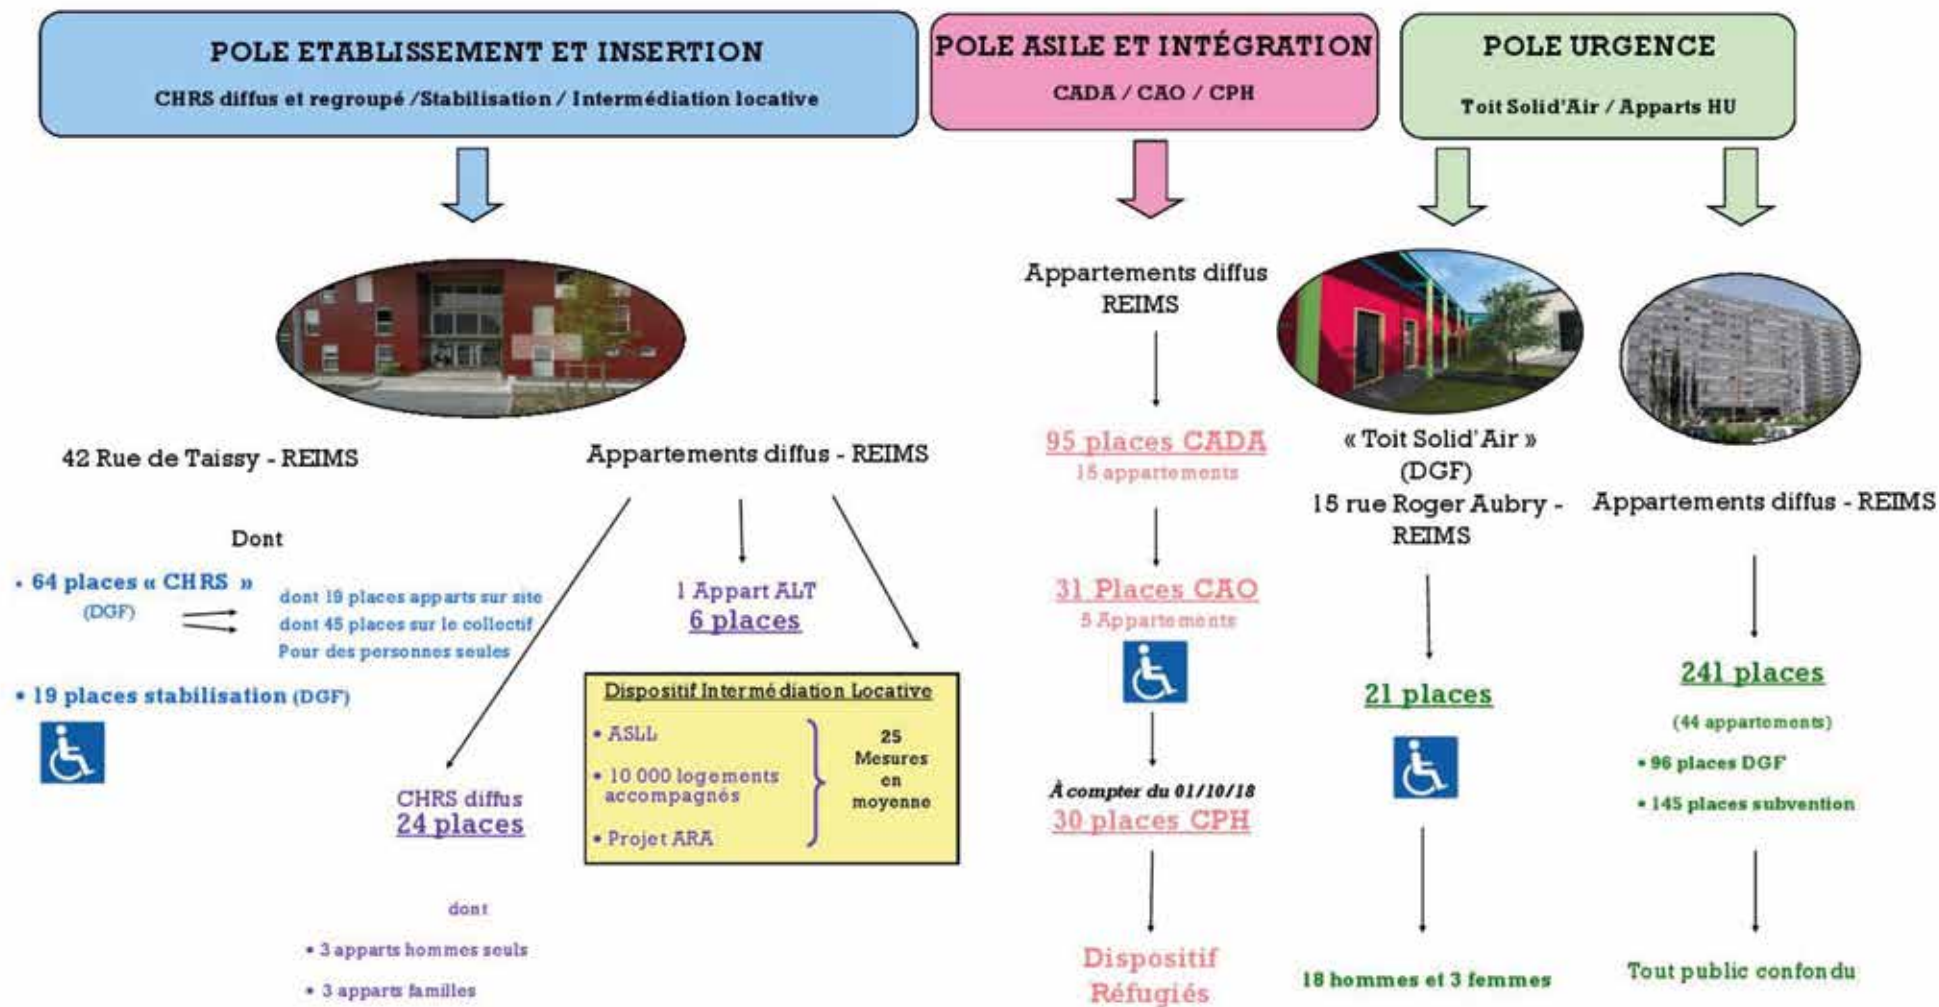 POLE ETABLISSEMENT ET INSERTION
CHRS diffus et regroupé /Stabilisation / Intermédiation locative
POLE ASILE ET INTÉGRATION
CADA / CAO / CPH
POLE URGENCE
Toit Solid'Air / Apparts HU
42 Rue de Taissy - REIMS
Dont
• 64 places « CHRS »
(DGF)
dont 19 places apparts sur site
dont 45 places sur le collectif
Pour des personnes seules
• 19 places stabilisation (DGF)
Appartements diffus - REIMS
CHRS diffus
24 places
dont
• 3 apparts hommes seuls
• 3 apparts familles
1 Appart ALT
6 places
Dispositif Intermédiation Locative
• ASLL
• 10 000 logements
accompagnés
• Projet ARA
25
Mesures
en
moyenne
Appartements diffus
REIMS
95 places CADA
15 appartements
31 Places CAO
5 Appartements
À compter du 01/10/18
30 places CPH
Dispositif
Réfugiés
« Toit Solid'Air »
(DGF)
15 rue Roger Aubry -
REIMS
21 places
18 hommes et 3 femmes
Appartements diffus - REIMS
241 places
(44 appartements)
• 96 places DGF
• 145 places subvention
Tout public confondu